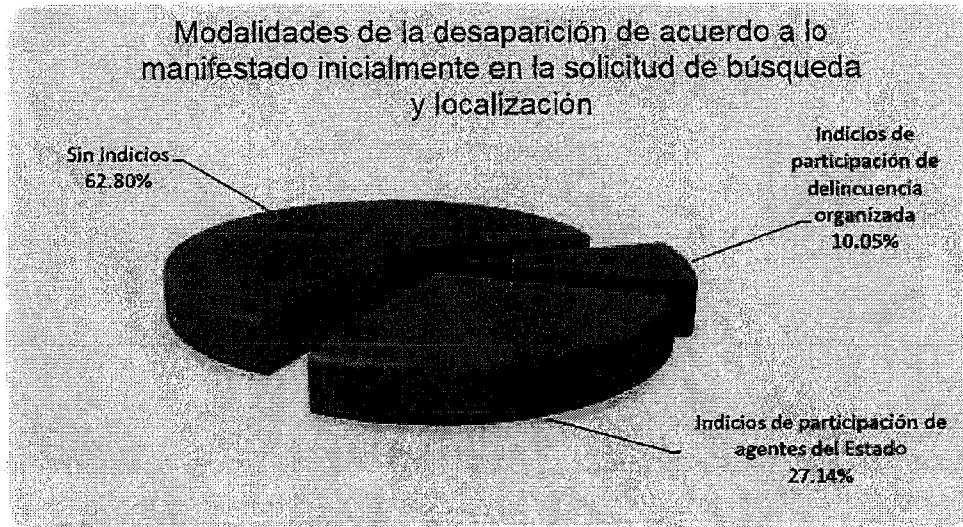 Modalidades de la desaparición de acuerdo a lo
manifestado inicialmente en la solicitud de búsqueda
y localización
Sin indicios
62.80%
Indicios de
participación de
delincuencia
organizada
10.05%
Indicios de participación de
agentes del Estado
27.14%